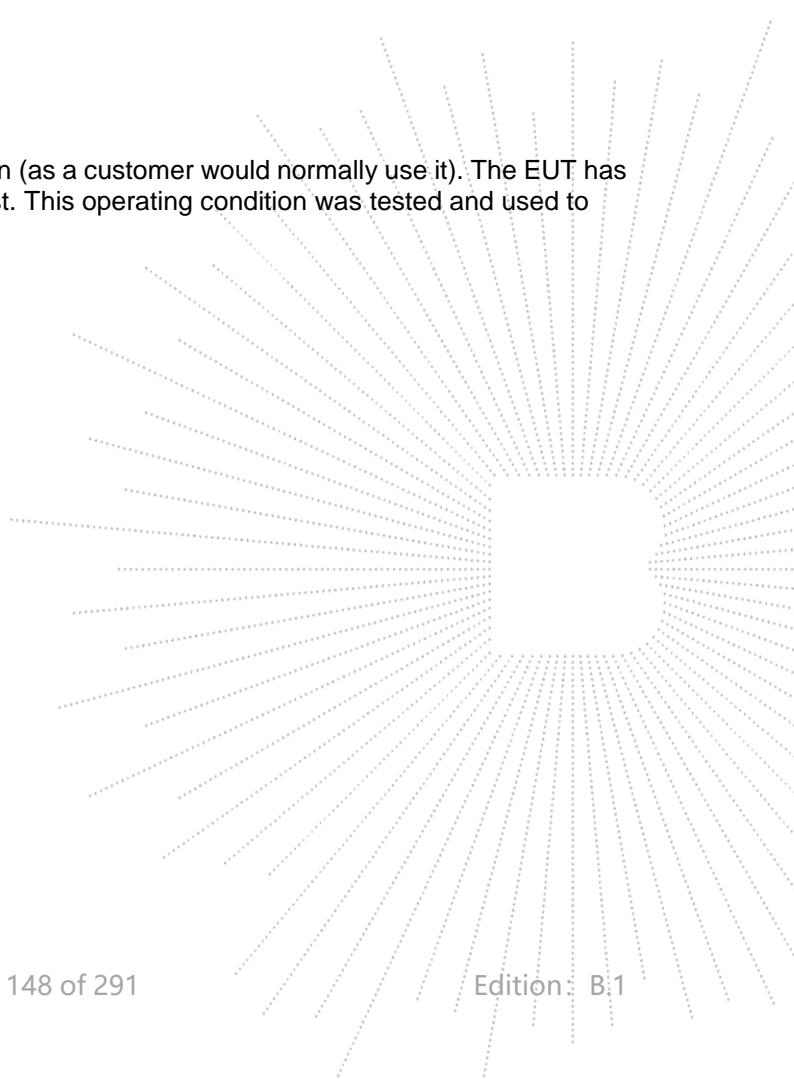 (as a customer would normally use it). The EUT has
This operating condition was tested and used to
148 of 291
Edition: B.1